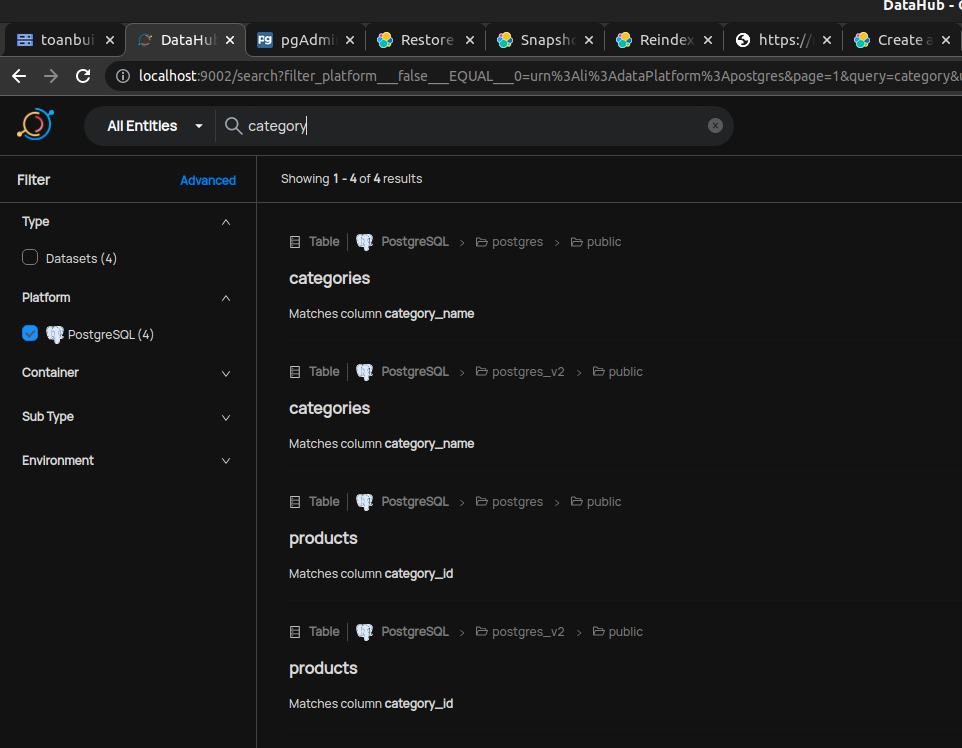 DataHub -
toanbui
DataHub
pgAdmi
Restore
Snapsh
Reindex
https://
Create a
localhost:9002/search?filter_platform___false___EQUAL___0=urn%3Ali%3AdataPlatform%3Apostgres&page=1&query=category&
All Entities
category
Filter
Advanced
Showing 1 - 4 of 4 results
Type
Datasets (4)
Platform
PostgreSQL (4)
Container
Sub Type
Environment
Table PostgreSQL > postgres > public
categories
Matches column category_name
Table PostgreSQL > postgres_v2 > public
categories
Matches column category_name
Table PostgreSQL > postgres > public
products
Matches column category_id
Table PostgreSQL > postgres_v2 > public
products
Matches column category_id